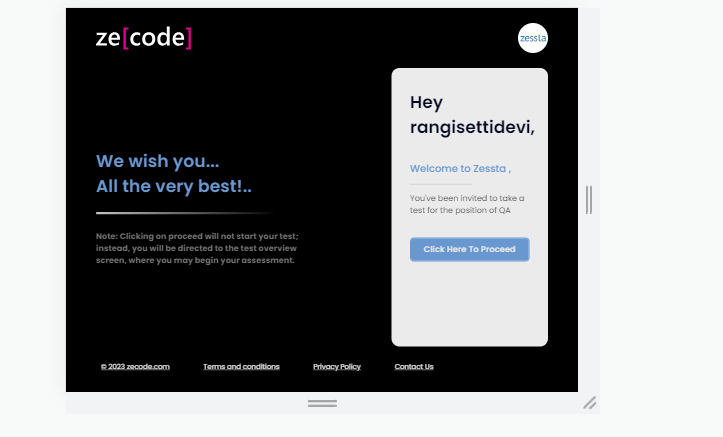 ze[code]
zessta
We wish you...
All the very best!..
Note: Clicking on proceed will not start your test;
instead, you will be directed to the test overview
screen, where you may begin your assessment.
Hey
rangisettidevi,
Welcome to Zessta ,
You've been invited to take a
test for the position of QA
Click Here To Proceed
© 2023 zecode.com
Terms and conditions
Privacy Policy
Contact Us